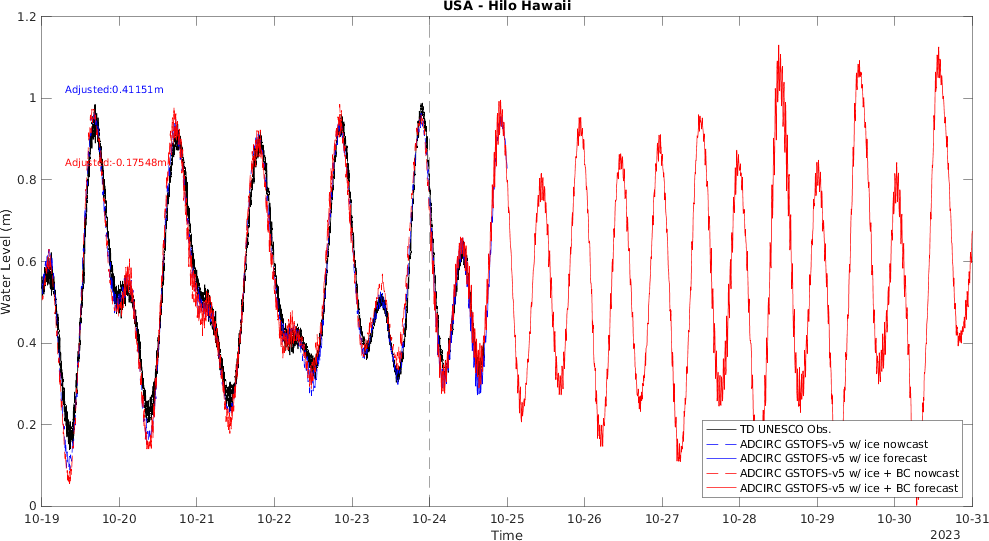 USA - Hilo Hawaii
1.2
1
0.8
0.6
0.4
0.2
0
Water Level (m)
Adjusted:0.41151m
Adjusted:-0.17548m
TD UNESCO Obs.
ADCIRC GSTOFS-v5 w/ ice nowcast
ADCIRC GSTOFS-v5 w/ ice forecast
ADCIRC GSTOFS-v5 w/ ice + BC nowcast
ADCIRC GSTOFS-v5 w/ ice + BC forecast
10-19 10-20 10-21 10-22 10-23 10-24 10-25 10-26 10-27 10-28 10-29 10-30 10-31
Time
2023